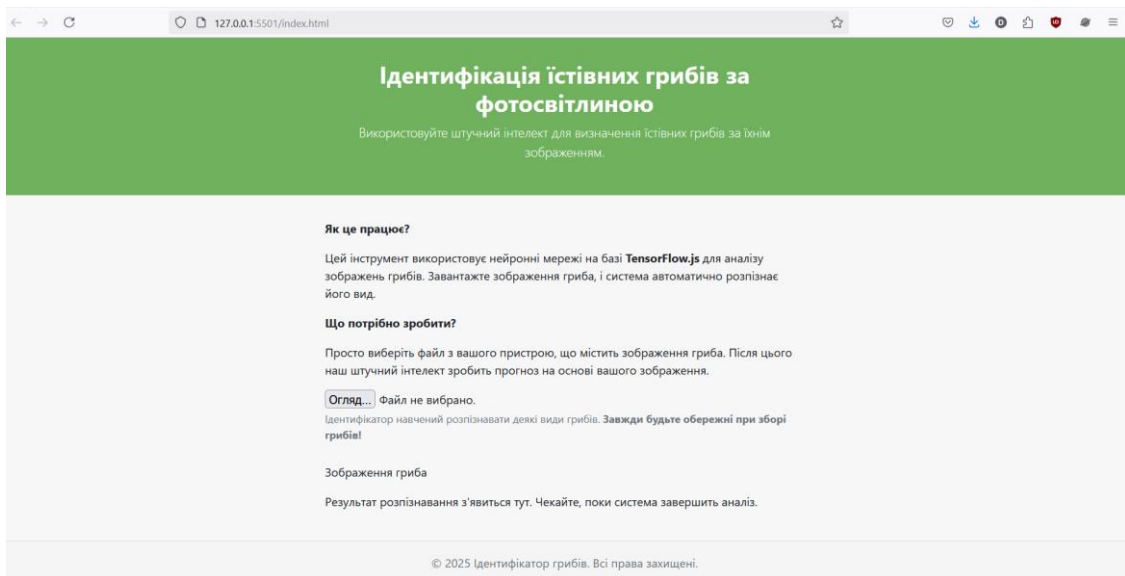 127.0.0.1:5501/index.html
Ідентифікація їстівних грибів за
фотосвітлиною
Використовуйте штучний інтелект для визначення їстівних грибів за їхнім
зображенням.
Як це працює?
Цей інструмент використовує нейронні мережі на базі TensorFlow.js для аналізу
зображень грибів. Завантажте зображення гриба, і система автоматично розпізнає
його вид.
Що потрібно зробити?
Просто виберіть файл з вашого пристрою, що містить зображення гриба. Після цього
наш штучний інтелект зробить прогноз на основі вашого зображення.
Огляд... Файл не вибрано.
Ідентифікатор навчений розпізнавати деякі види грибів. Завжди будьте обережні при зборі
грибів!
Зображення гриба
Результат розпізнавання з'явиться тут. Чекайте, поки система завершить аналіз.
© 2025 Ідентифікатор грибів. Всі права захищені.